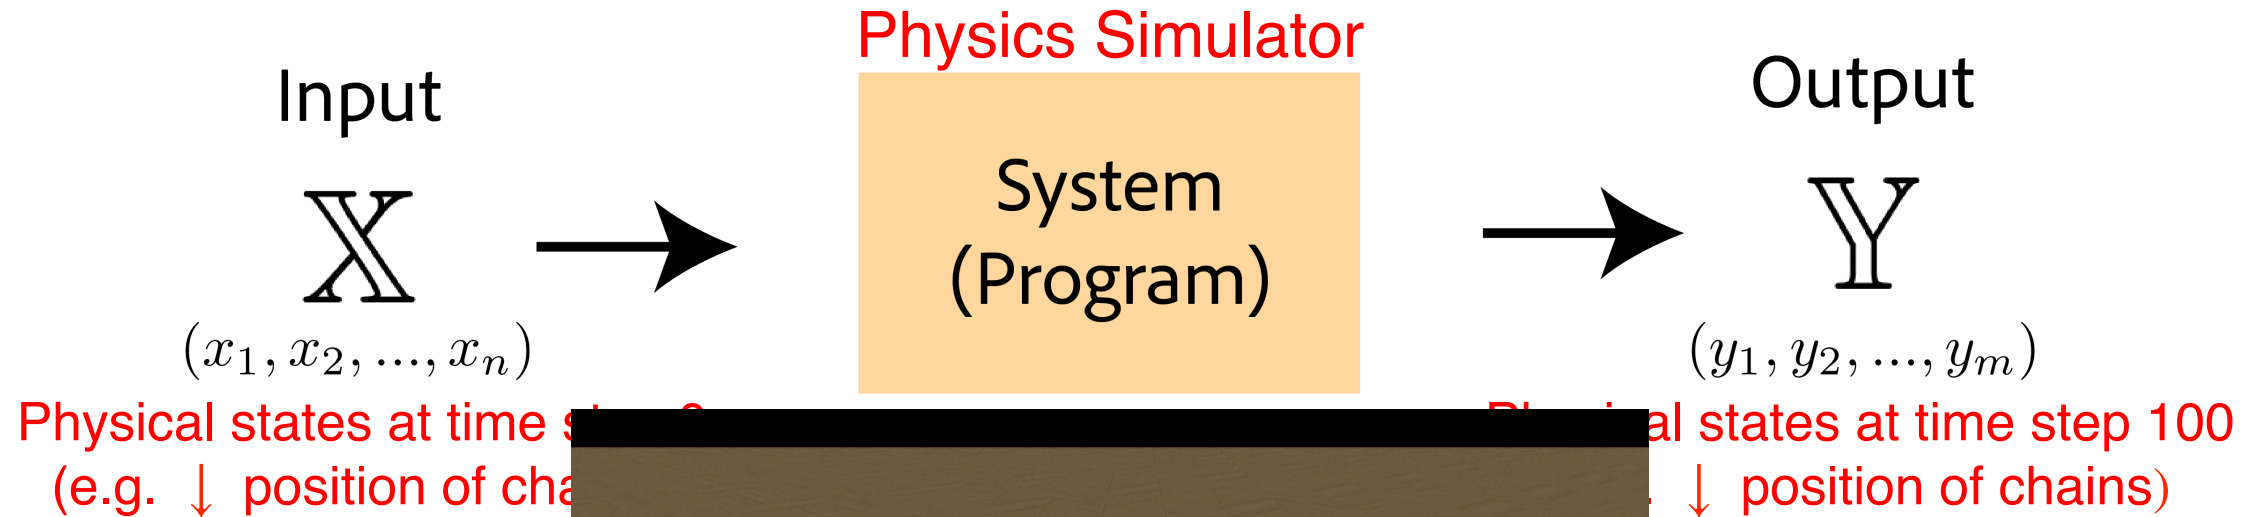 Physics Simulator
Input
System
(Program)
Output
𝕏
𝕐
(x₁, x₂, ..., xₙ)
(y₁, y₂, ..., yₘ)
Physical states at time
al states at time step 100
(e.g. ↓ position of
↓ position of chains)